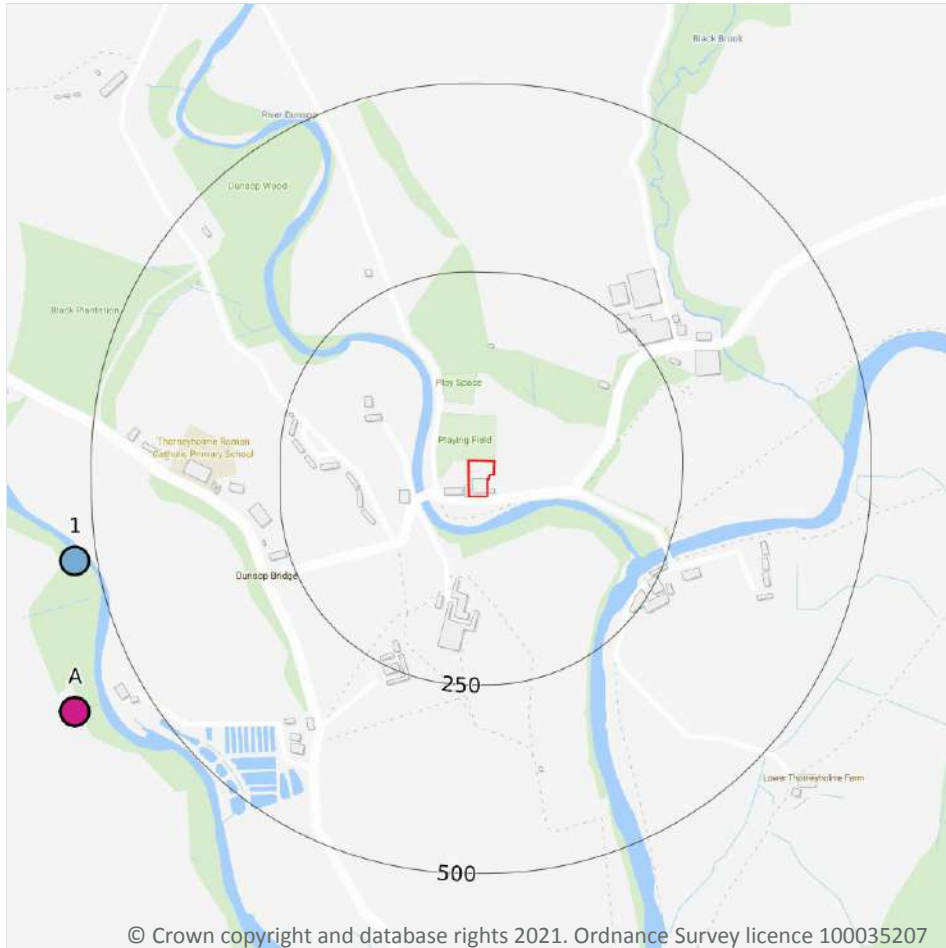 Black Brook
River Dunsop
Dunsop Wood
Black Plantation
Play Space
Playing Field
Thorneyholme Roman
Catholic Primary School
1
Dunsop Bridge
A
250
Lower Thorneyholme Farm
500
© Crown copyright and database rights 2021. Ordnance Survey licence 100035207